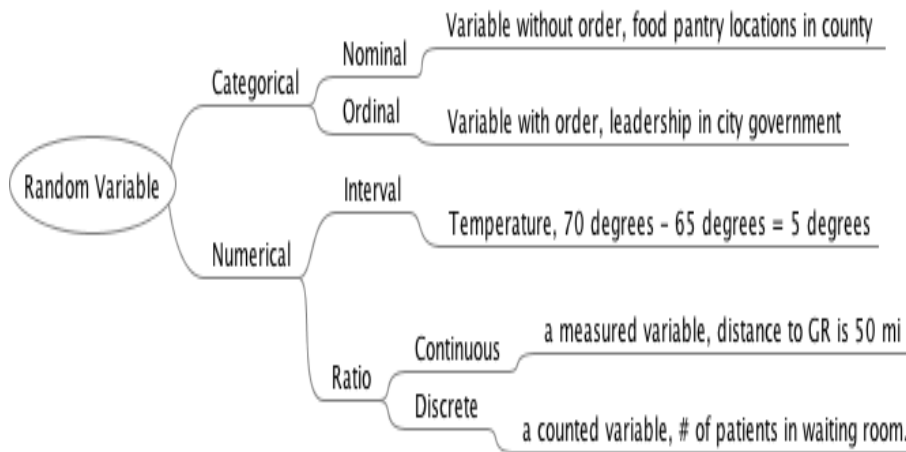 Random Variable
Categorical
Nominal
Variable without order, food pantry locations in county
Ordinal
Variable with order, leadership in city government
Numerical
Interval
Temperature, 70 degrees - 65 degrees = 5 degrees
Ratio
Continuous
a measured variable, distance to GR is 50 mi
Discrete
a counted variable, # of patients in waiting room.